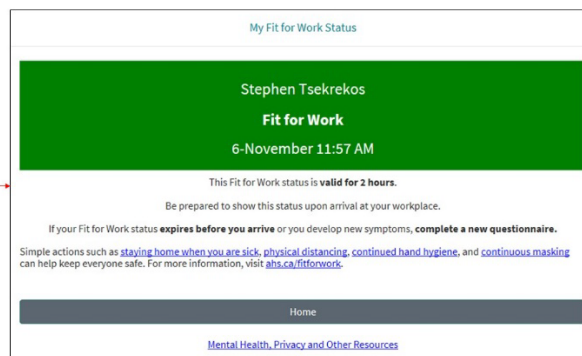 My Fit for Work Status
Stephen Tsekrekos
Fit for Work
6-November 11:57 AM
This Fit for Work status is valid for 2 hours.
Be prepared to show this status upon arrival at your workplace.
If your Fit for Work status expires before you arrive or you develop new symptoms, complete a new questionnaire.
Simple actions such as staying home when you are sick, physical distancing, continued hand hygiene, and continuous masking
can help keep everyone safe. For more information, visit ahs.ca/fitforwork.
Home
Mental Health, Privacy and Other Resources